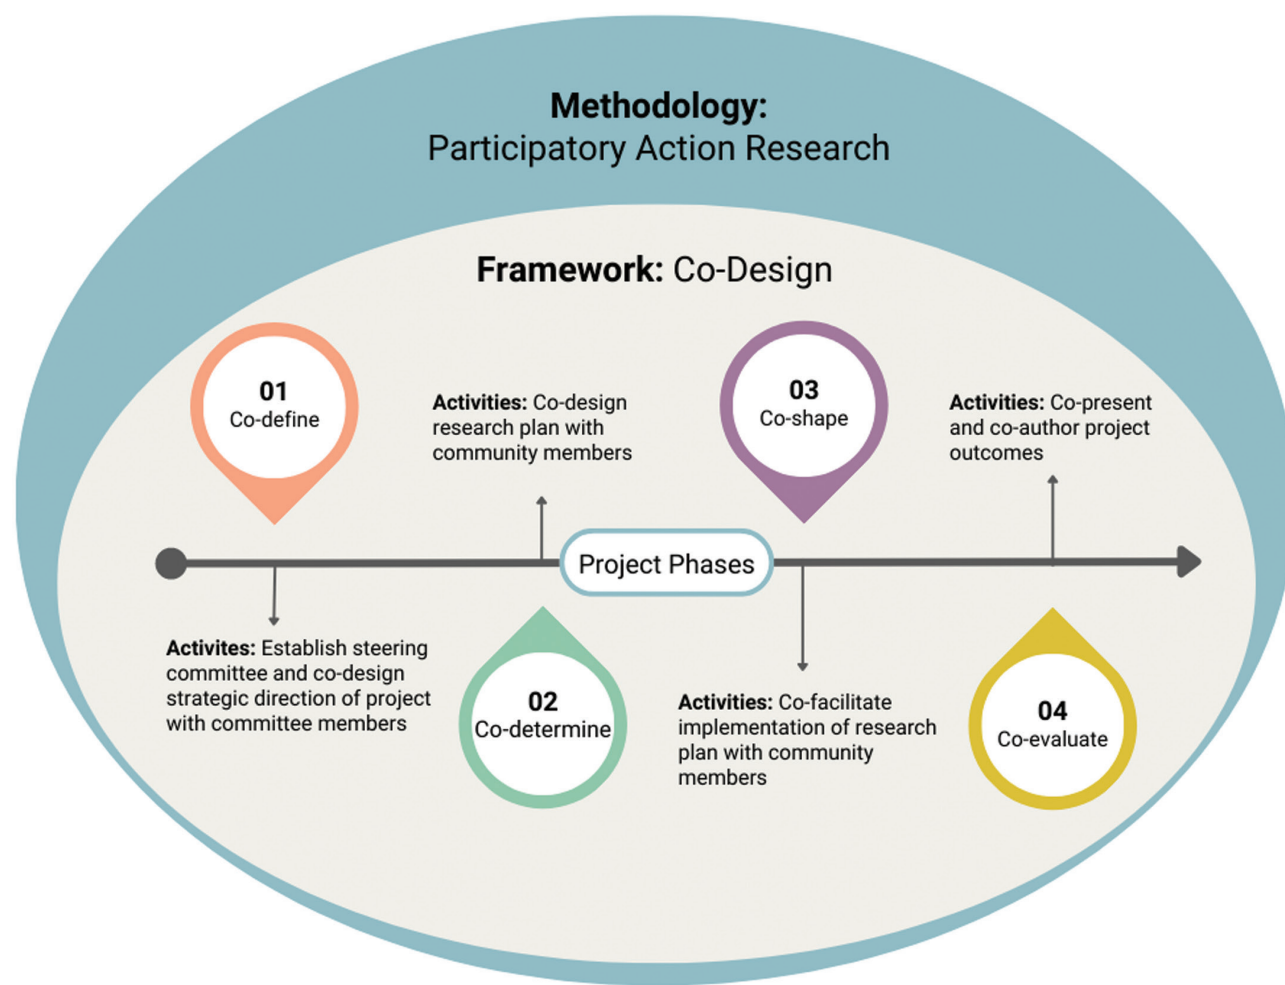 Methodology:
Participatory Action Research
Framework: Co-Design
01
Co-define
Activities: Co-design
research plan with
community members
03
Co-shape
Activities: Co-present
and co-author project
outcomes
Project Phases
Activites: Establish steering
committee and co-design
strategic direction of project
with committee members
02
Co-determine
Activities: Co-facilitate
implementation of research
plan with community
members
04
Co-evaluate